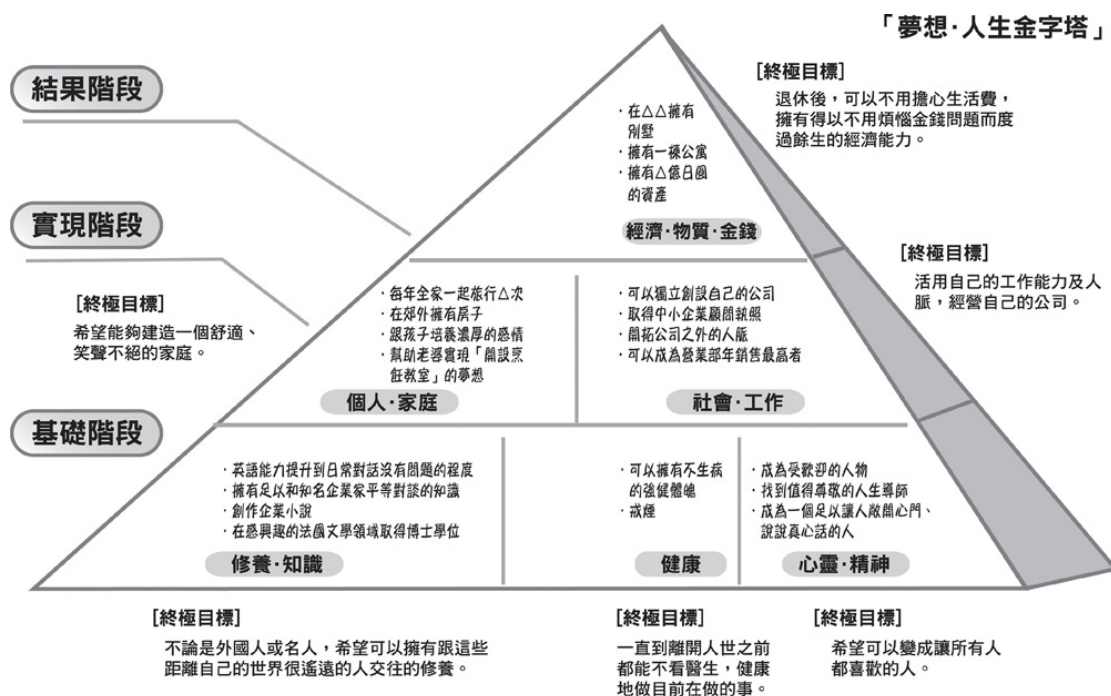 「夢想·人生金字塔」
結果階段
[終極目標]
退休後，可以不用擔心生活費，
擁有得以不用煩惱金錢問題而度
過餘生的經濟能力。
·在△△擁有
別墅
·擁有一棟公寓
·擁有△億日圓
的資產
經濟·物質·金錢
實現階段
[終極目標]
希望能夠建造一個舒適、
笑聲不絕的家庭。
·每年全家一起旅行△次
·在郊外擁有房子
·跟孩子培養濃厚的感情
·幫助老婆實現「開設烹
飪教室」的夢想
個人·家庭
·可以獨立創設自己的公司
·取得中小企業顧問執照
·開拓公司之外的人脈
·可以成為營業部年銷售最高者
社會·工作
[終極目標]
活用自己的工作能力及人
脈，經營自己的公司。
基礎階段
·英語能力提升到日常對話沒有問題的程度
·擁有足以和知名企業家平等對談的知識
·創作企業小說
·在感興趣的法國文學領域取得博士學位
修養·知識
·可以擁有不生病
的強健體魄
·戒煙
健康
·成為受歡迎的人物
·找到值得尊敬的人生導師
·成為一個足以讓人敞開心門、
說說真心話的人
心靈·精神
[終極目標]
不論是外國人或名人，希望可以擁有跟這些
距離自己的世界很遙遠的人交往的修養。
[終極目標]
一直到離開人世之前
都能不看醫生，健康
地做目前在做的事。
[終極目標]
希望可以變成讓所有人
都喜歡的人。